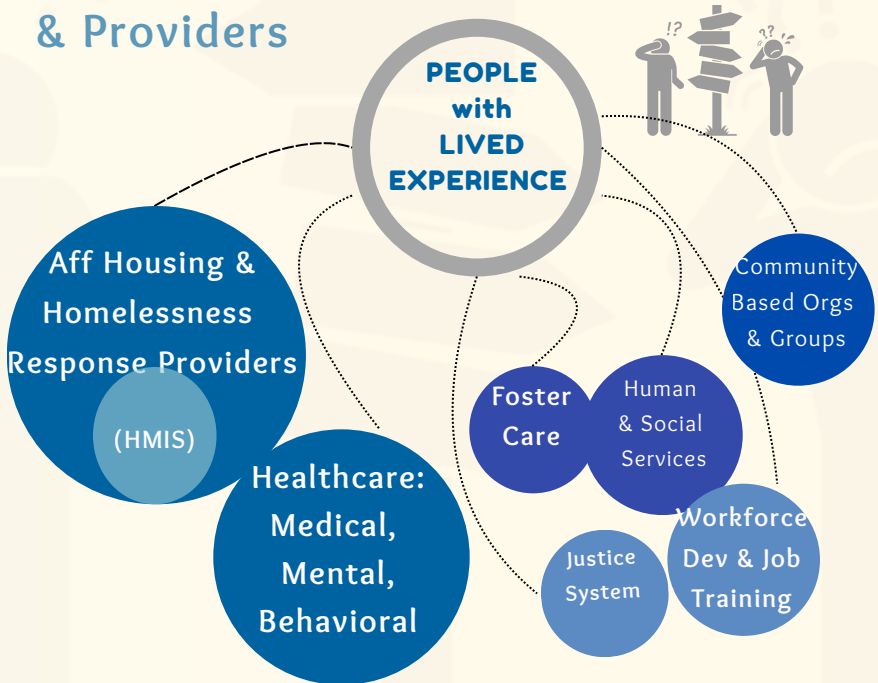 & Providers
!?
??
PEOPLE
with
LIVED
EXPERIENCE
Aff Housing &
Homelessness
Response Providers
(HMIS)
Healthcare:
Medical,
Mental,
Behavioral
Foster
Care
Human
& Social
Services
Community
Based Orgs
& Groups
Justice
System
Workforce
Dev & Job
Training